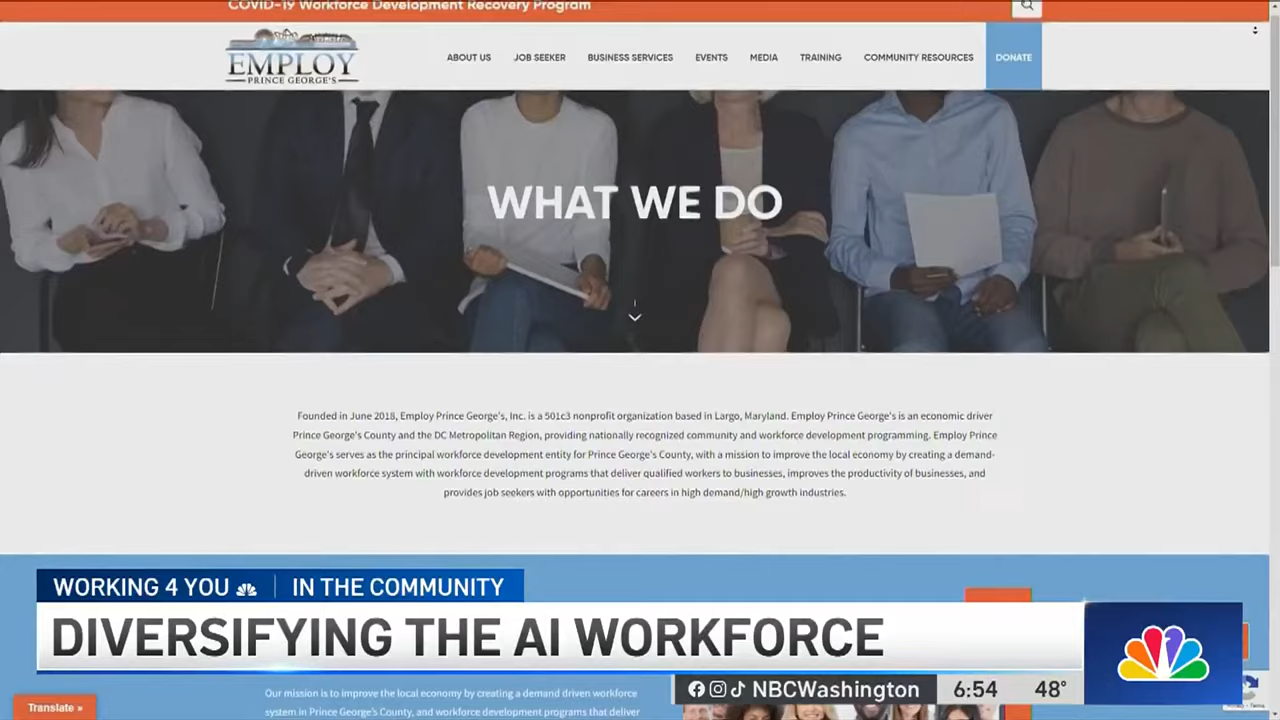 COVID-19 Workforce Development Recovery Program
EMPLOY
PRINCE GEORGE'S
ABOUT US JOB SEEKER BUSINESS SERVICES EVENTS MEDIA TRAINING COMMUNITY RESOURCES DONATE
WHAT WE DO
Founded in June 2018, Employ Prince George's, Inc. is a 501c3 nonprofit organization based in Largo, Maryland. Employ Prince George's is an economic driver
Prince George's County and the DC Metropolitan Region, providing nationally recognized community and workforce development programming. Employ Prince
George's serves as the principal workforce development entity for Prince George's County, with a mission to improve the local economy by creating a demand-
driven workforce system with workforce development programs that deliver qualified workers to businesses, improves the productivity of businesses, and
provides job seekers with opportunities for careers in high demand/high growth industries.
WORKING 4 YOU IN THE COMMUNITY
DIVERSIFYING THE AI WORKFORCE
Our mission is to improve the local economy by creating a demand driven workforce
system in Prince George's County, and workforce development programs that deliver
NBCWashington 6:54 48°
Translate »
Privacy - Terms